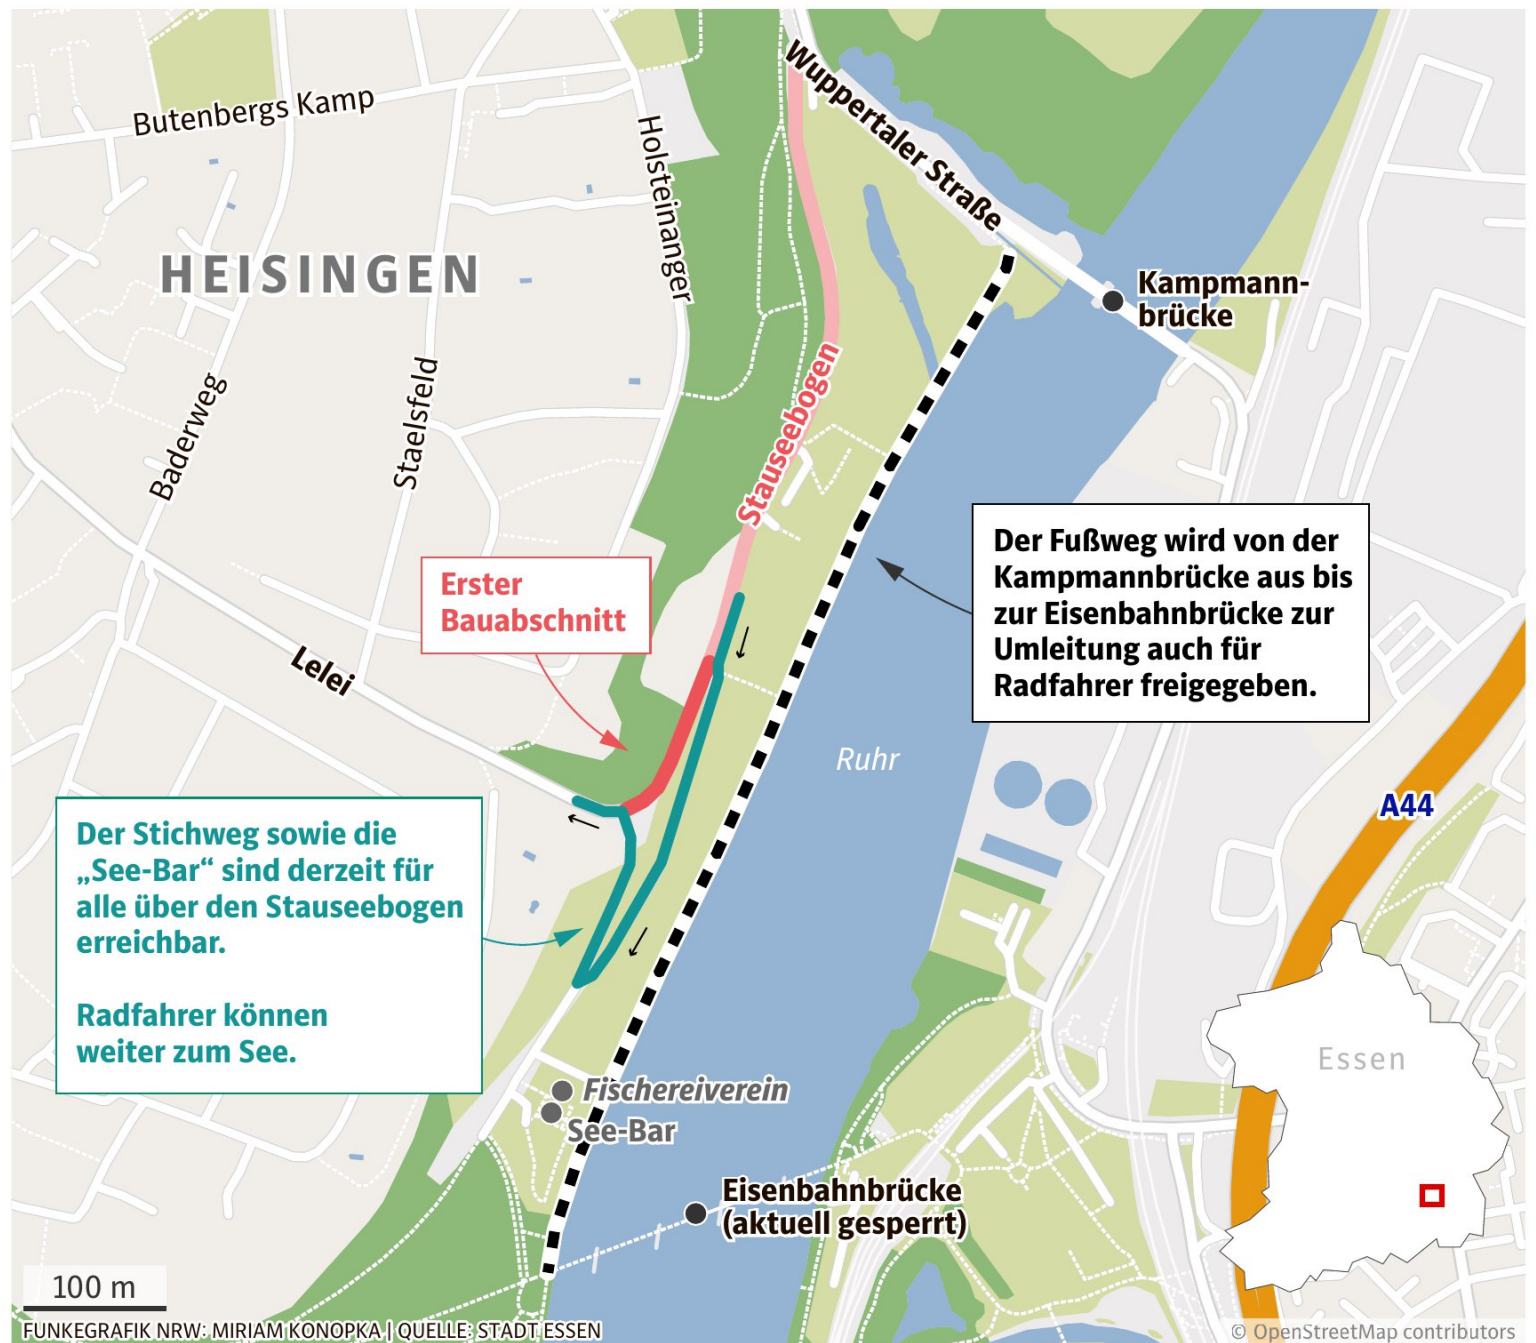 Butenbergs Kamp
Holsteinanger
Wuppertaler Straße
HEISINGEN
Kampmann-
brücke
Baderweg
Staelsfeld
Stauseebogen
Der Fußweg wird von der
Kampmannbrücke aus bis
zur Eisenbahnbrücke zur
Umleitung auch für
Radfahrer freigegeben.
Erster
Bauabschnitt
Lelei
Ruhr
A44
Der Stichweg sowie die
„See-Bar“ sind derzeit für
alle über den Stauseebogen
erreichbar.
Radfahrer können
weiter zum See.
Essen
Fischereiverein
See-Bar
Eisenbahnbrücke
(aktuell gesperrt)
100 m
FUNKEGRAFIK NRW: MIRIAM KONOPKA | QUELLE: STADT ESSEN
© OpenStreetMap contributors